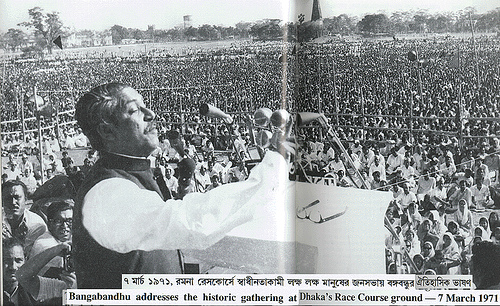 ৭ মার্চ ১৯৭১, রমনা রেসকোর্সে স্বাধীনতাকামী লক্ষ লক্ষ মানুষের জনসভায় বঙ্গবন্ধুর ঐতিহাসিক ভাষণ
Bangabandhu addresses the historic gathering at Dhaka's Race Course ground — 7 March 1971